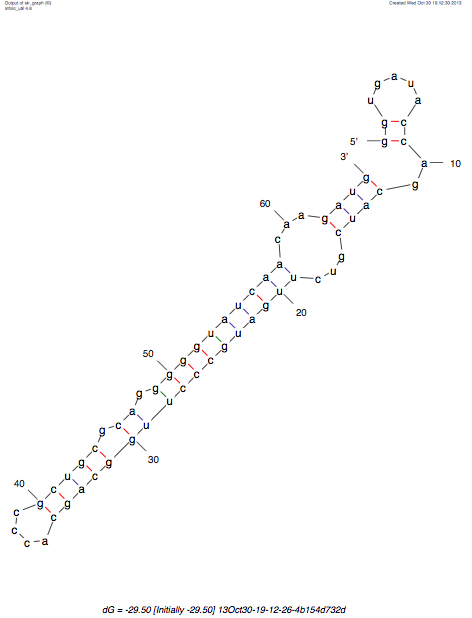 Output of sir_graph (©)
mfold_util 4.6
Created Wed Oct 30 19:12:30 2013
5'
g g u g a u a c c a
10
g c a u c g u c u u
20
g a u g c c c u u g
30
g c a g c a c c c g
40
c u g c g c a g g g
50
g g u a u c a a c a
60
a g a u g
3'
dG = -29.50 [Initially -29.50] 13Oct30-19-12-26-4b154d732d